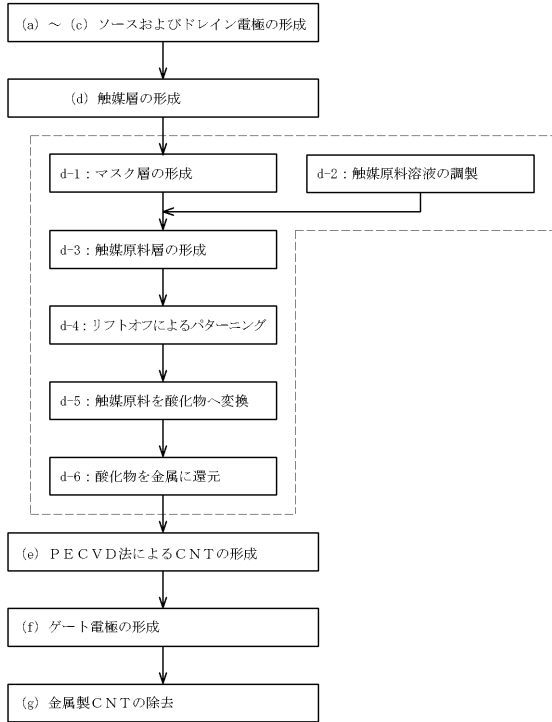 (a) ～ (c) ソースおよびドレイン電極の形成
(d) 触媒層の形成
d-1：マスク層の形成
d-2：触媒原料溶液の調製
d-3：触媒原料層の形成
d-4：リフトオフによるパターニング
d-5：触媒原料を酸化物へ変換
d-6：酸化物を金属に還元
(e) ＰＥＣＶＤ法によるＣＮＴの形成
(f) ゲート電極の形成
(g) 金属製ＣＮＴの除去